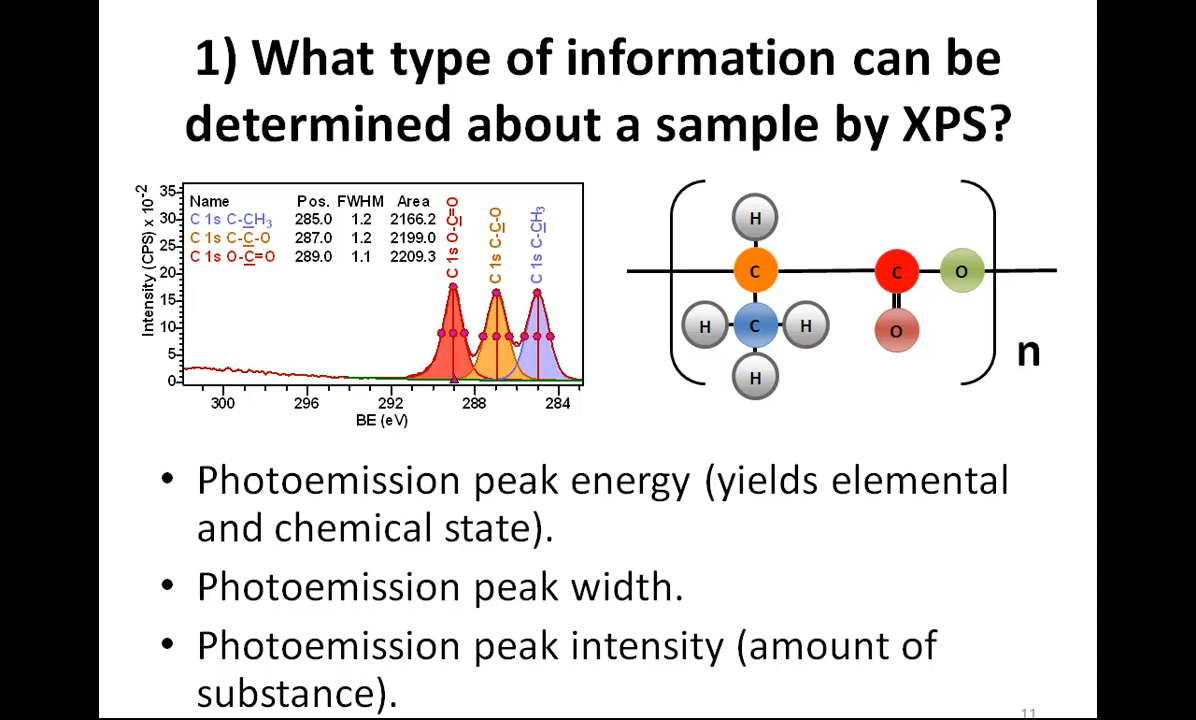 1) What type of information can be
determined about a sample by XPS?
Intensity (CPS) x 10-2
35
30
25
20
15
10
5
0
Name Pos. FWHM Area
C 1s C-CH3 285.0 1.2 2166.2
C 1s C-C-O 287.0 1.2 2199.0
C 1s O-C=O 289.0 1.1 2209.3
C 1s O-C=O
C 1s C-C-O
C 1s C-CH3
300 296 292 288 284
BE (eV)
H
C C O
H C H O
H
n
• Photoemission peak energy (yields elemental
and chemical state).
• Photoemission peak width.
• Photoemission peak intensity (amount of
substance).
11